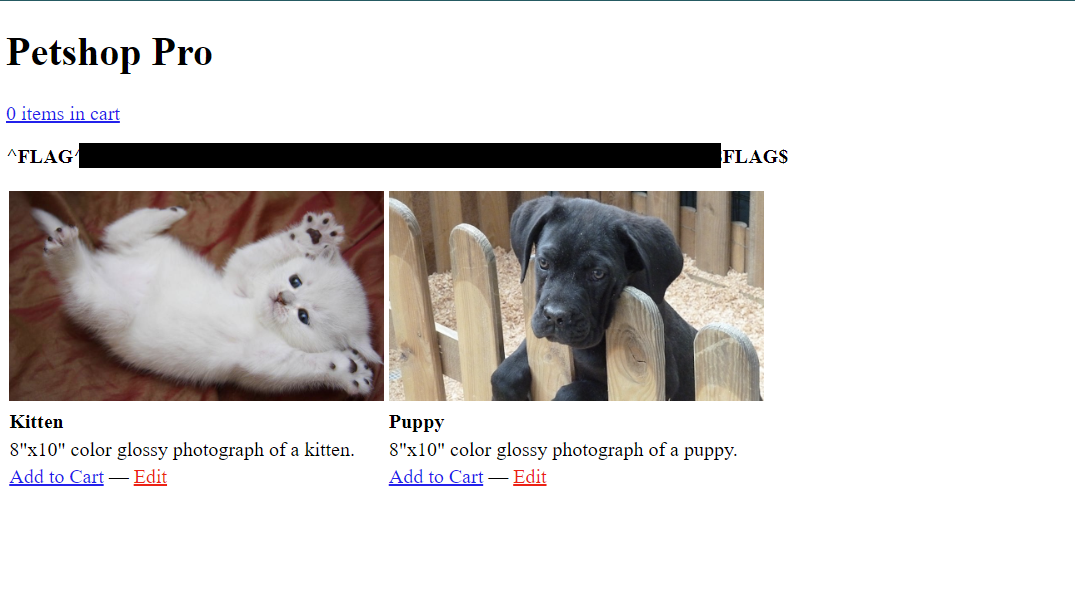 Petshop Pro
0 items in cart
^FLAG^ FLAG$
Kitten
8"x10" color glossy photograph of a kitten.
Add to Cart — Edit
Puppy
8"x10" color glossy photograph of a puppy.
Add to Cart — Edit